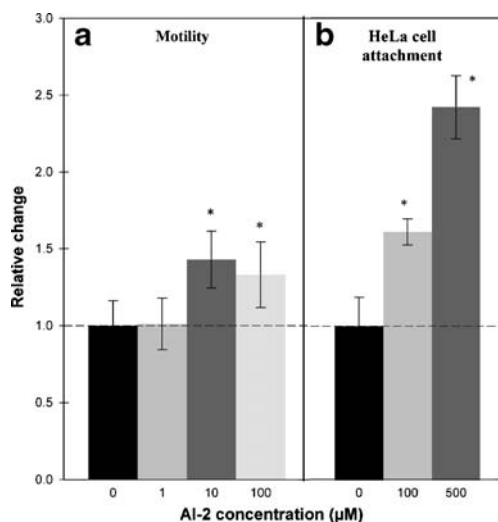 a
Motility
b
HeLa cell
attachment
Relative change
3.0
2.5
2.0
1.5
1.0
0.5
0.0
*
*
*
*
0 1 10 100
0 100 500
AI-2 concentration (μM)